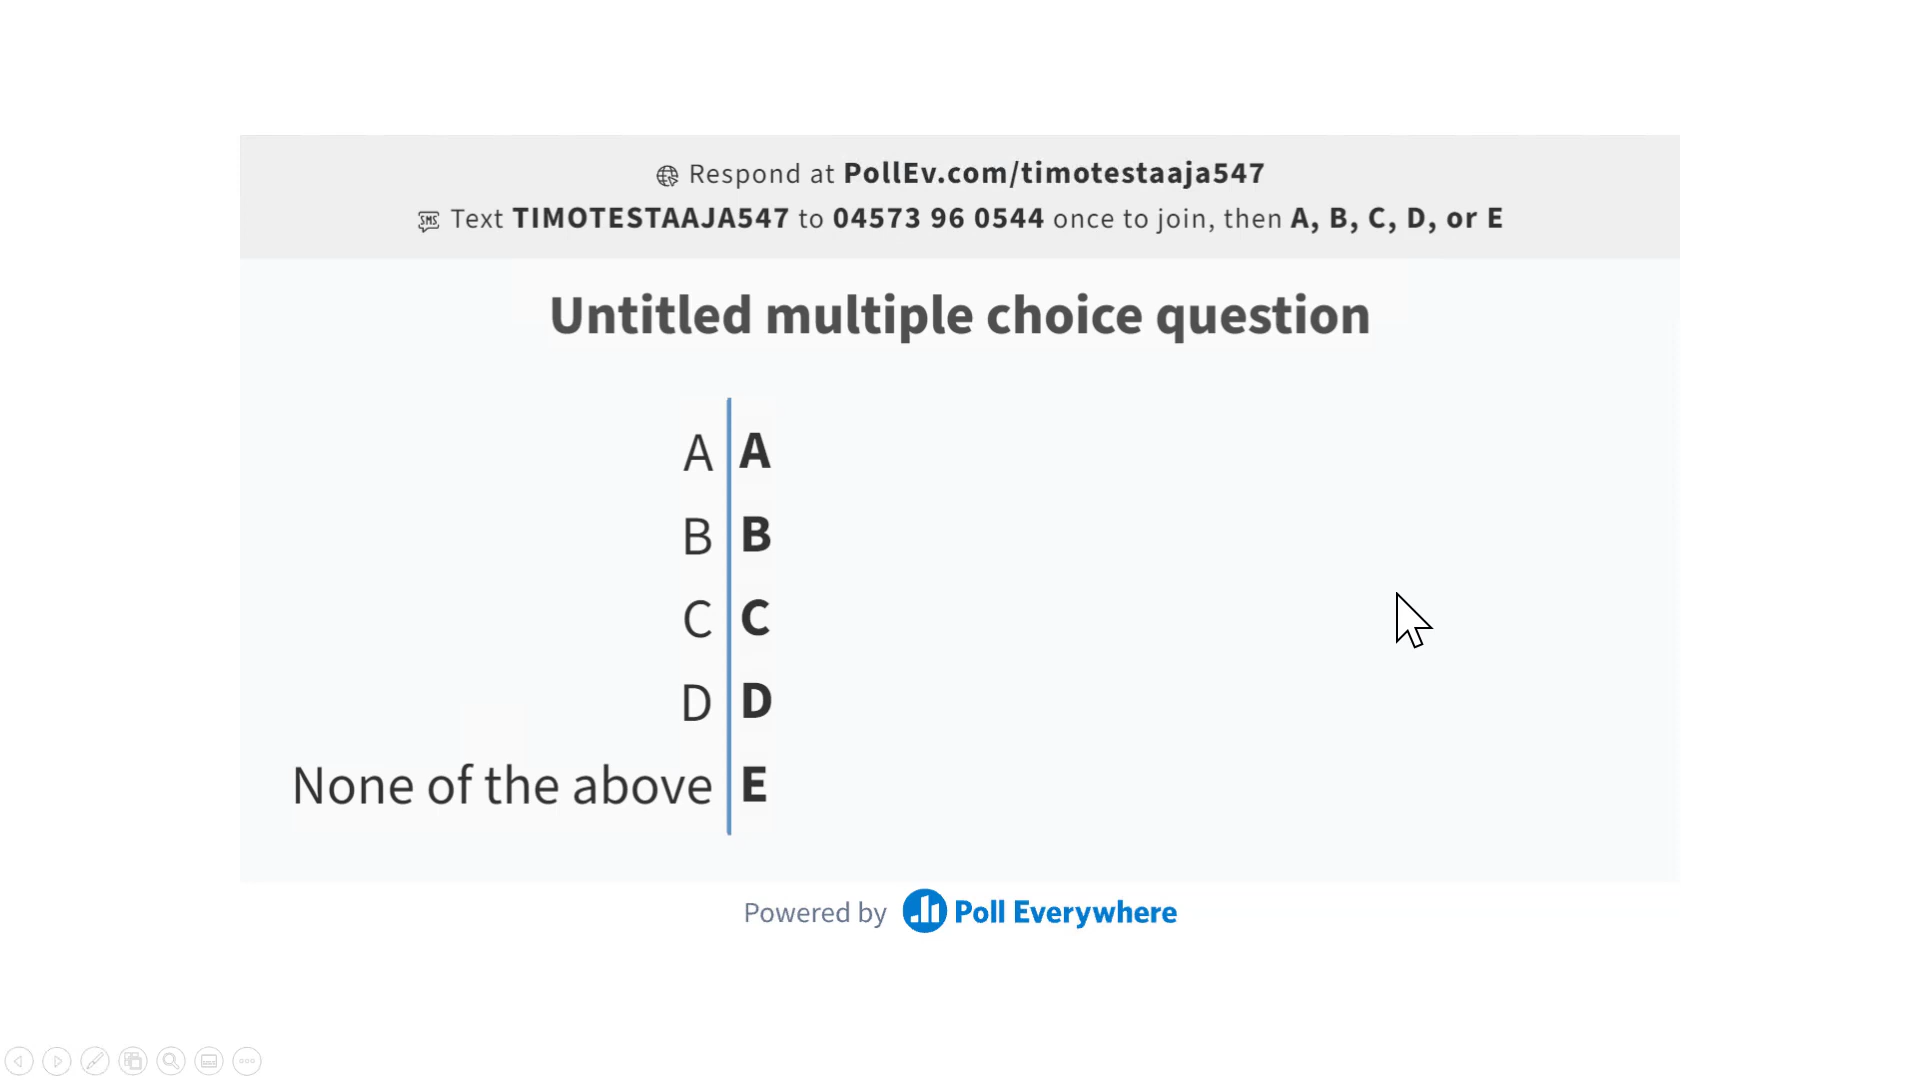 Respond at PollEv.com/timotestaaja547
SMS Text TIMOTESTAAJA547 to 04573 96 0544 once to join, then A, B, C, D, or E
Untitled multiple choice question
A A
B B
C C
D D
None of the above E
Powered by Poll Everywhere